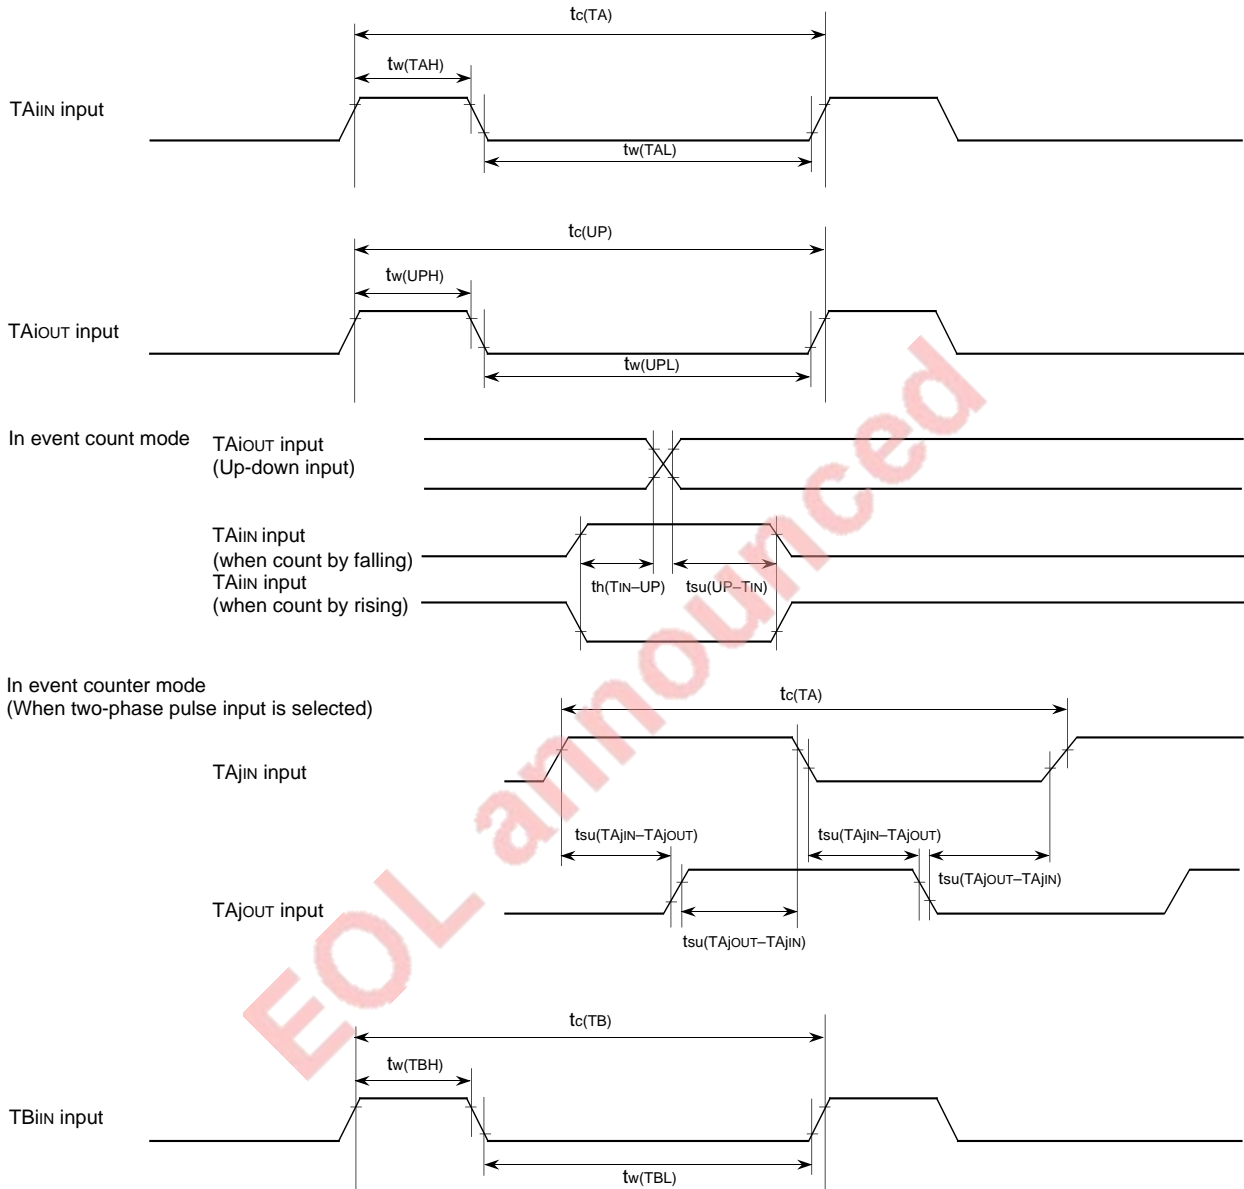 tc(TA)
tw(TAH)
TAiIN input
tw(TAL)
tc(UP)
tw(UPH)
TAiOUT input
tw(UPL)
In event count mode
TAiOUT input
(Up-down input)
TAiIN input
(when count by falling)
TAiIN input
(when count by rising)
th(TIN–UP)
tsu(UP–TIN)
In event counter mode
(When two-phase pulse input is selected)
tc(TA)
TAjIN input
tsu(TAjIN–TAjOUT)
tsu(TAjIN–TAjOUT)
tsu(TAjOUT–TAjIN)
TAjOUT input
tsu(TAjOUT–TAjIN)
tc(TB)
tw(TBH)
TBiIN input
tw(TBL)
EOL announced